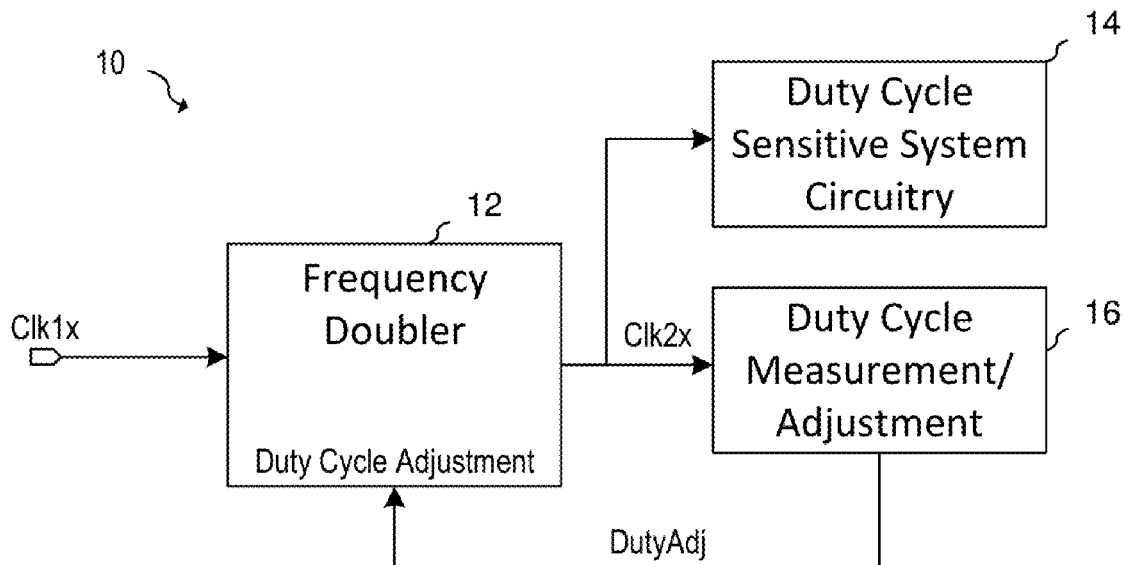 10
14
Duty Cycle
Sensitive System
Circuitry
12
Frequency
Doubler
Duty Cycle Adjustment
Clk1x
Clk2x
16
Duty Cycle
Measurement/
Adjustment
DutyAdj